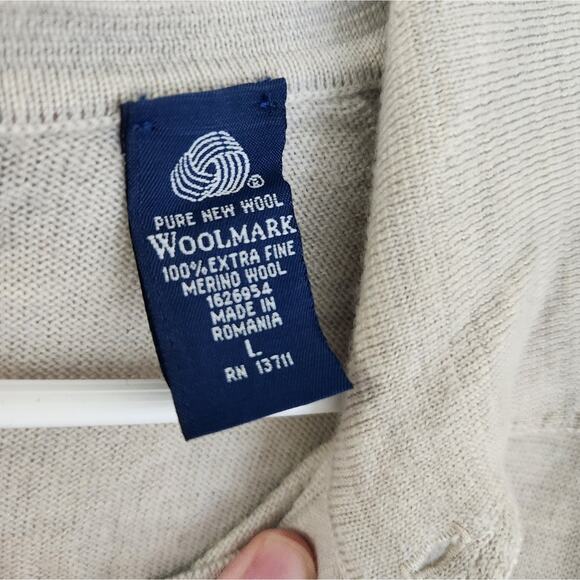 ®
PURE NEW WOOL
WOOLMARK
100% EXTRA FINE
MERINO WOOL
1626954
MADE IN
ROMANIA
L
RN 13711